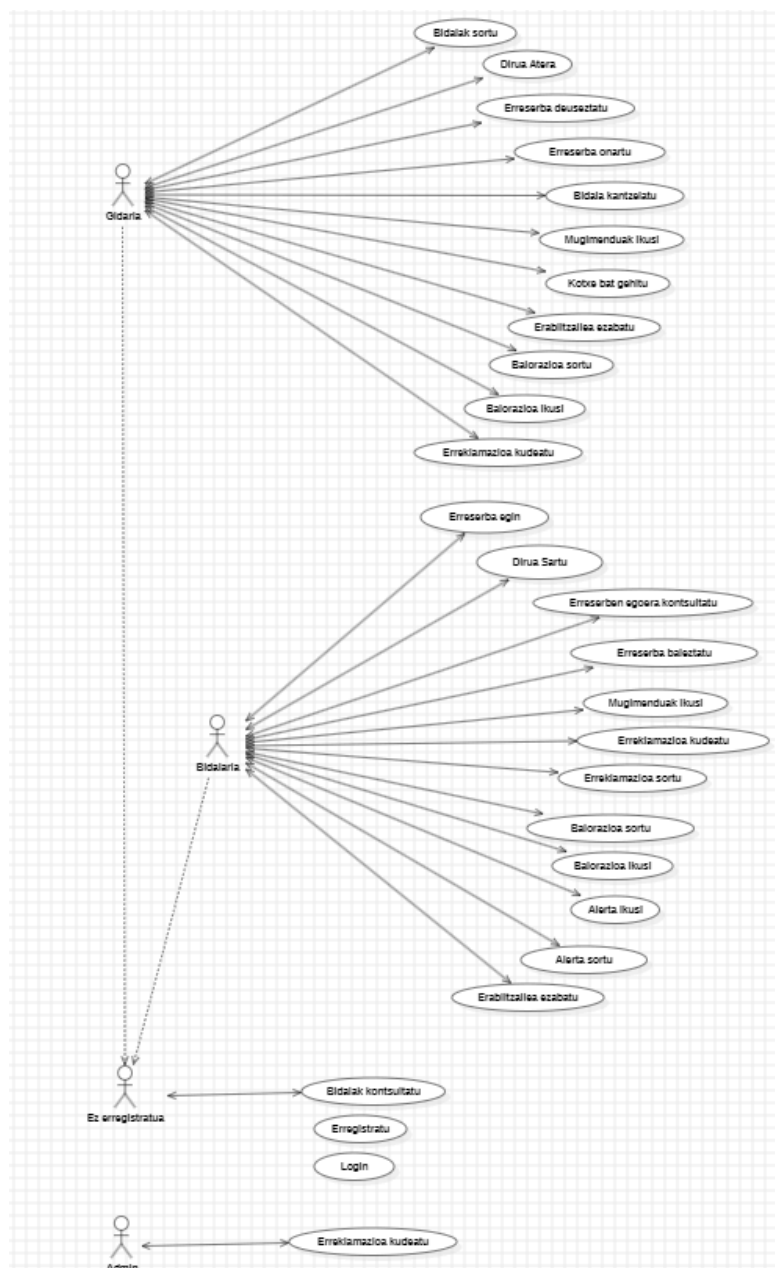 Bidaiak sortu
Dirua Atera
Erreserba deuseztatu
Erreserba onartu
Bidaia kantzelatu
Gidaria
Mugimenduak ikusi
Kotxe bat gehitu
Erabiltzailea ezabatu
Balorazioa sortu
Balorazioa ikusi
Erreklamazioa kudeatu
Erreserba egin
Dirua Sartu
Erreserben egoera kontsultatu
Erreserba baieztatu
Mugimenduak ikusi
Erreklamazioa kudeatu
Bidaiaria
Erreklamazioa sortu
Balorazioa sortu
Balorazioa ikusi
Alerta ikusi
Alerta sortu
Erabiltzailea ezabatu
Bidaiak kontsultatu
Ez erregistratua
Erregistratu
Login
Erreklamazioa kudeatu
Admin